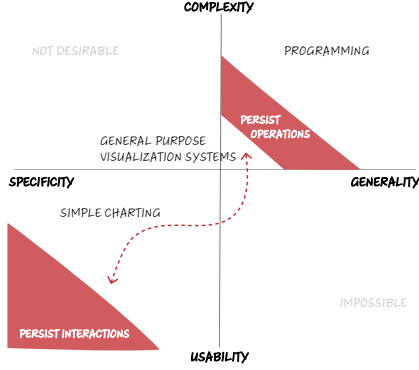 COMPLEXITY
NOT DESIRABLE
PROGRAMMING
PERSIST
OPERATIONS
GENERAL PURPOSE
VISUALIZATION SYSTEMS
SPECIFICITY
GENERALITY
SIMPLE CHARTING
IMPOSSIBLE
PERSIST INTERACTIONS
USABILITY